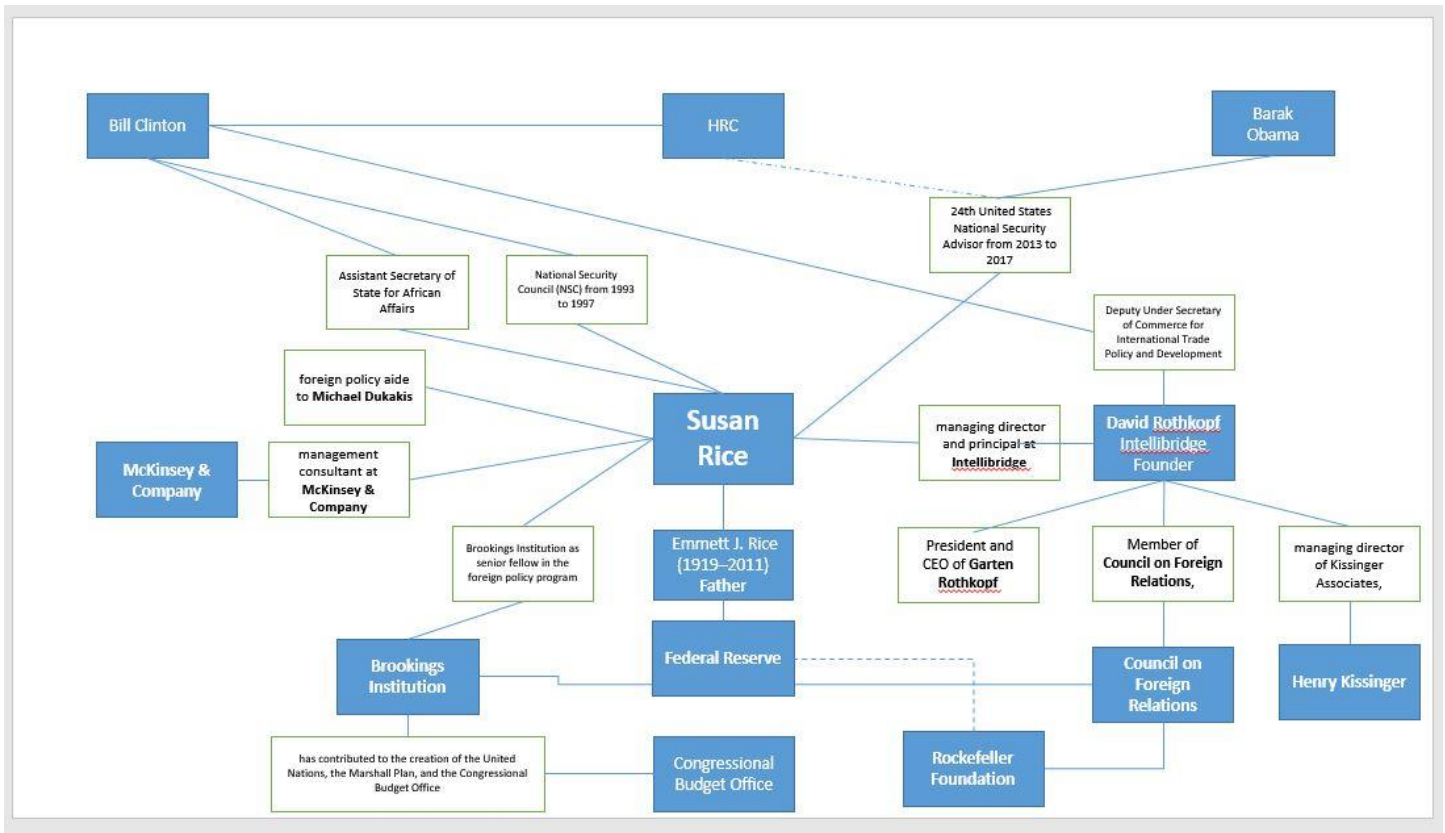 Bill Clinton
HRC
Barak
Obama
24th United States
National Security
Advisor from 2013 to
2017
Assistant Secretary of
State for African
Affairs
National Security
Council (NSC) from 1993
to 1997
Deputy Under Secretary
of Commerce for
International Trade
Policy and Development
foreign policy aide
to Michael Dukakis
Susan
Rice
managing director
and principal at
Intellibridge
David Rothkopf
Intellibridge
Founder
McKinsey &
Company
management
consultant at
McKinsey &
Company
Brookings Institution as
senior fellow in the
foreign policy program
Emmett J. Rice
(1919–2011)
Father
President and
CEO of Garten
Rothkopf
Member of
Council on Foreign
Relations,
managing director
of Kissinger
Associates,
Brookings
Institution
Federal Reserve
Council on
Foreign
Relations
Henry Kissinger
has contributed to the creation of the United
Nations, the Marshall Plan, and the Congressional
Budget Office
Congressional
Budget Office
Rockefeller
Foundation